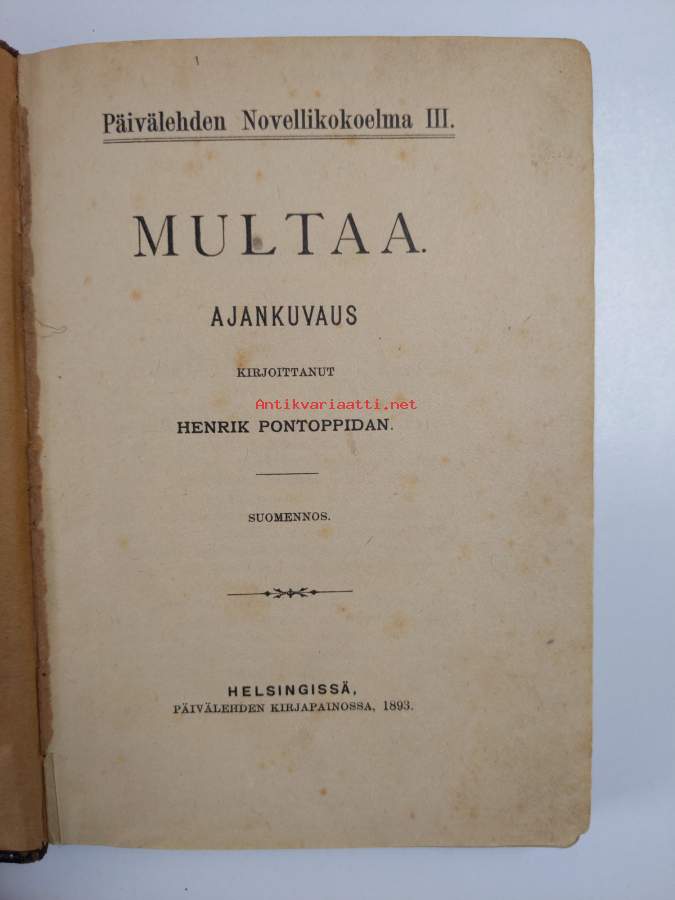 Päivälehden Novellikokoelma III.
MULTAA.
AJANKUVAUS
KIRJOITTANUT
Antikvariaatti.net
HENRIK PONTOPPIDAN.
SUOMENNOS.
HELSINGISSÄ,
PÄIVÄLEHDEN KIRJAPAINOSSA, 1893.